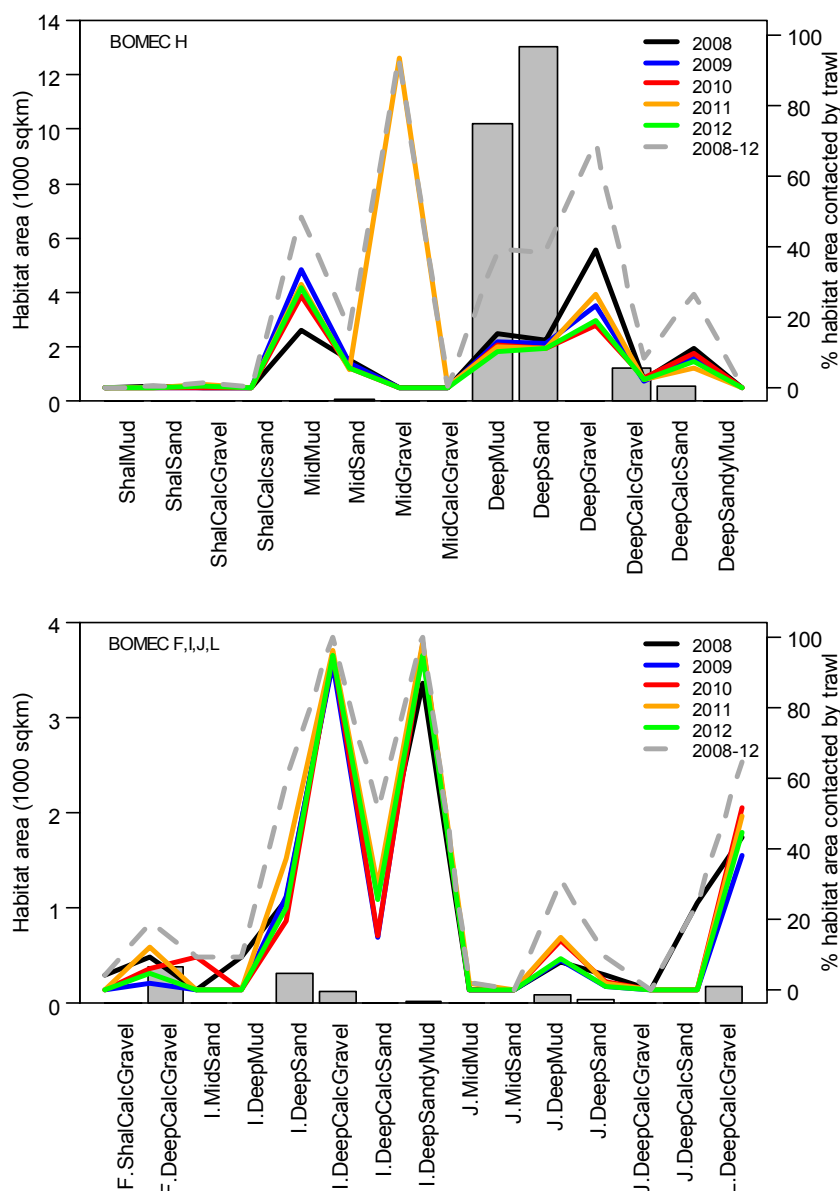 BOMEC H
2008
2009
2010
2011
2012
2008-12
Habitat area (1000 sqkm)
14
12
10
8
6
4
2
0
100
80
60
40
20
0
% habitat area contacted by trawl
ShalMud
ShalSand
ShalCalcGravel
ShalCalcsand
MidMud
MidSand
MidGravel
MidCalcGravel
DeepMud
DeepSand
DeepGravel
DeepCalcGravel
DeepCalcSand
DeepSandyMud
BOMEC F,I,J,L
2008
2009
2010
2011
2012
2008-12
Habitat area (1000 sqkm)
4
3
2
1
0
100
80
60
40
20
0
% habitat area contacted by trawl
F.ShalCalcGravel
F.DeepCalcGravel
I.MidSand
I.DeepMud
I.DeepSand
I.DeepCalcGravel
I.DeepCalcSand
I.DeepSandyMud
J.MidMud
J.MidSand
J.DeepMud
J.DeepSand
J.DeepCalcGravel
J.DeepCalcSand
L.DeepCalcGravel